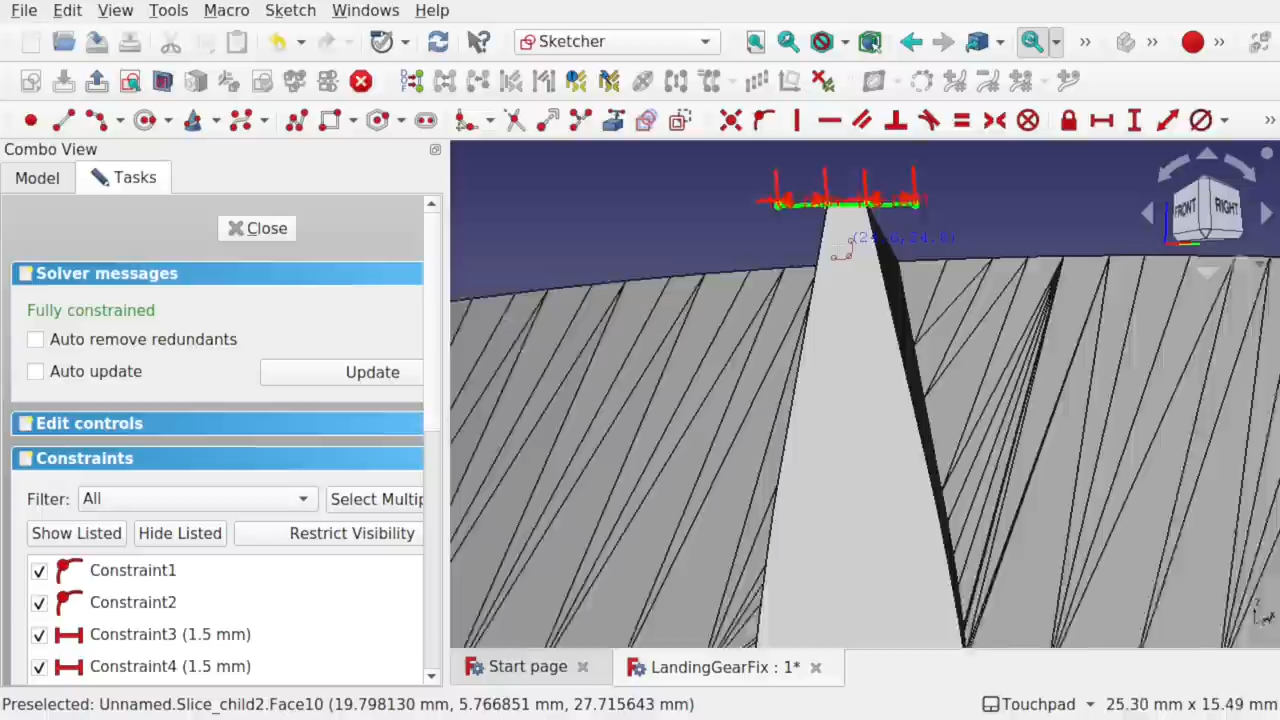 File Edit View Tools Macro Sketch Windows Help
Sketcher
Combo View
Model Tasks
Close
Solver messages
Fully constrained
Auto remove redundants
Auto update Update
Edit controls
Constraints
Filter: All Select Multip
Show Listed Hide Listed Restrict Visibility
Constraint1
Constraint2
Constraint3 (1.5 mm)
Constraint4 (1.5 mm)
FRONT RIGHT
Start page LandingGearFix : 1*
Preselected: Unnamed.Slice_child2.Face10 (19.798130 mm, 5.766851 mm, 27.715643 mm) Touchpad 25.30 mm x 15.49 mm